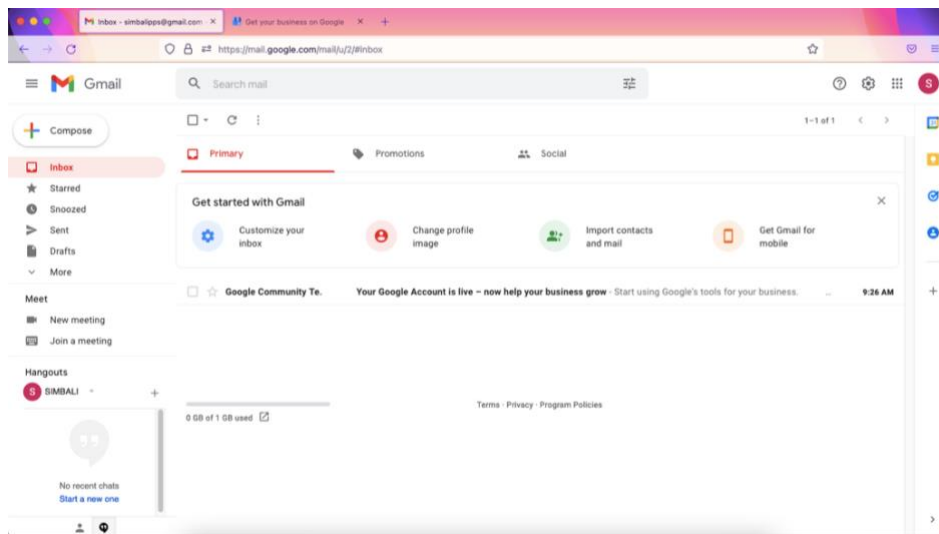 Inbox - simbalipps@gmail.com
Get your business on Google
https://mail.google.com/mail/u/2/#inbox
Gmail
Search mail
S
Compose
1-1 of 1
Inbox
Primary
Promotions
Social
Starred
Snoozed
Sent
Drafts
More
Get started with Gmail
Customize your
inbox
Change profile
image
Import contacts
and mail
Get Gmail for
mobile
Google Community Te.
Your Google Account is live – now help your business grow - Start using Google's tools for your business.
9:26 AM
Meet
New meeting
Join a meeting
Hangouts
S SIMBALI
0 GB of 1 GB used
Terms · Privacy · Program Policies
No recent chats
Start a new one